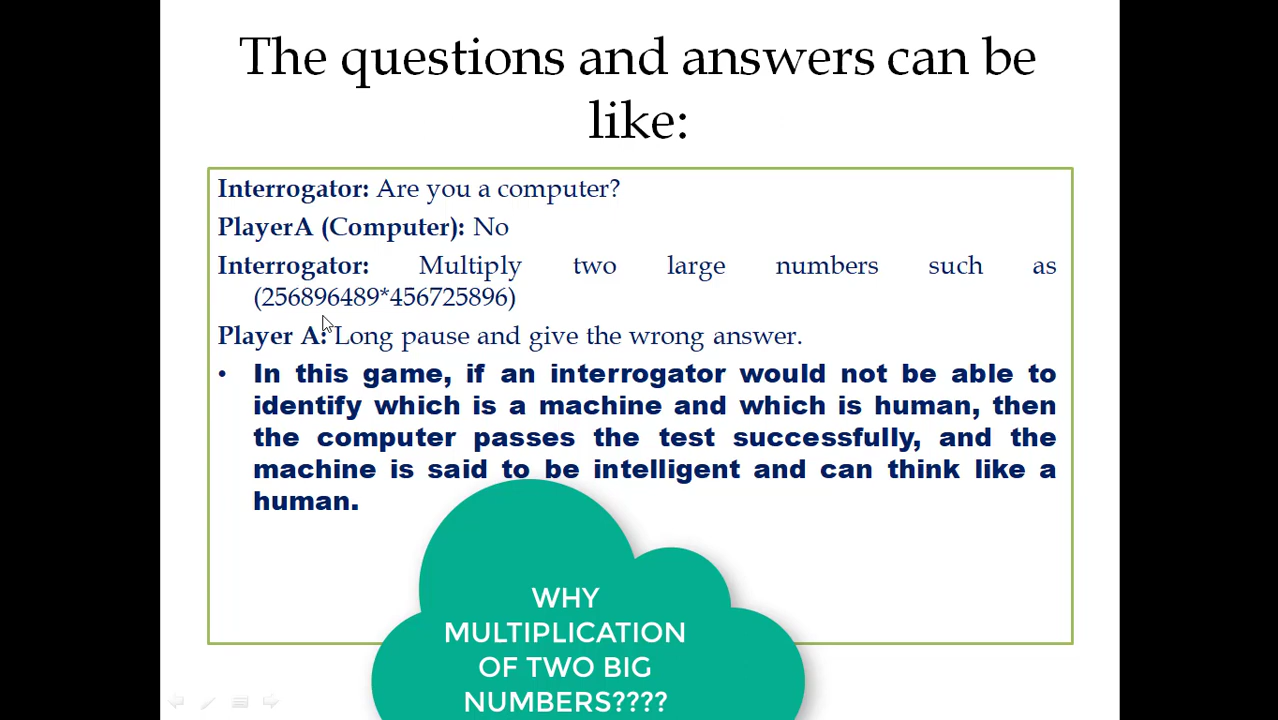 The questions and answers can be
like:
Interrogator: Are you a computer?
PlayerA (Computer): No
Interrogator: Multiply two large numbers such as
(256896489*456725896)
Player A: Long pause and give the wrong answer.
• In this game, if an interrogator would not be able to
identify which is a machine and which is human, then
the computer passes the test successfully, and the
machine is said to be intelligent and can think like a
human.
WHY
MULTIPLICATION
OF TWO BIG
NUMBERS????